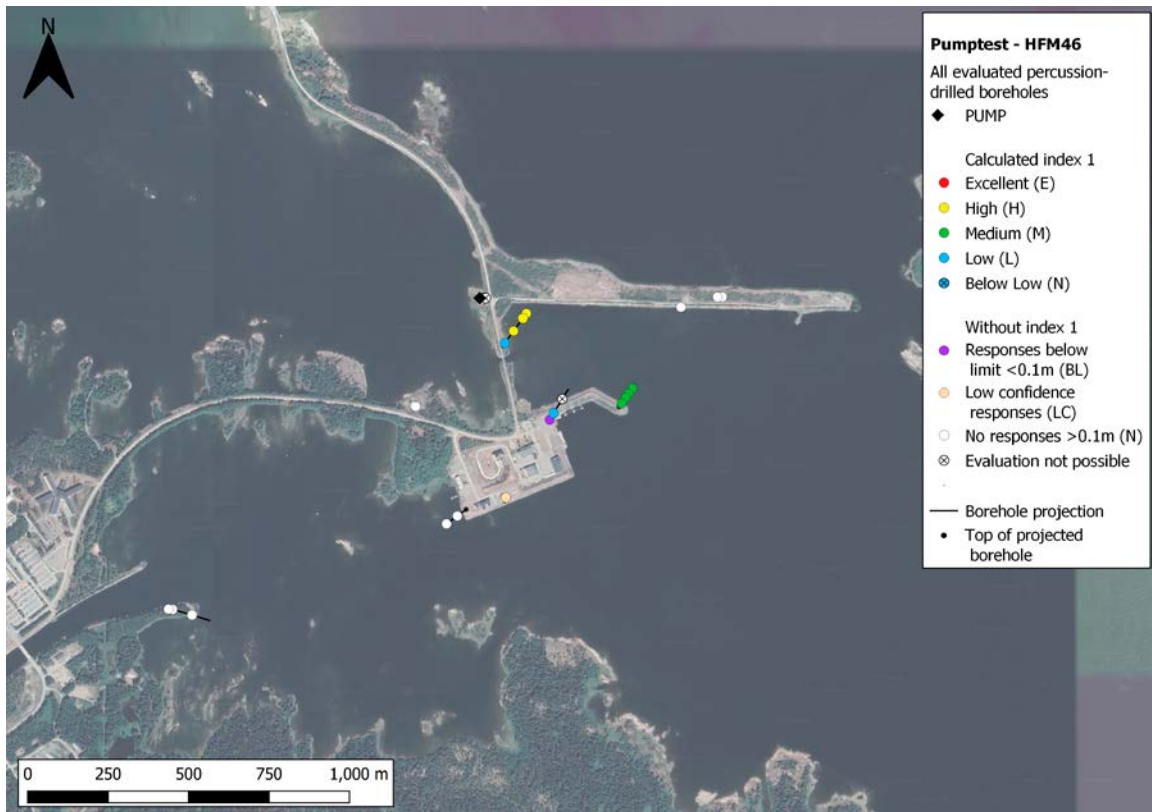 N
Pumptest - HFM46
All evaluated percussion-
drilled boreholes
PUMP
Calculated index 1
Excellent (E)
High (H)
Medium (M)
Low (L)
Below Low (N)
Without index 1
Responses below
limit <0.1m (BL)
Low confidence
responses (LC)
No responses >0.1m (N)
Evaluation not possible
Borehole projection
Top of projected
borehole
0 250 500 750 1,000 m